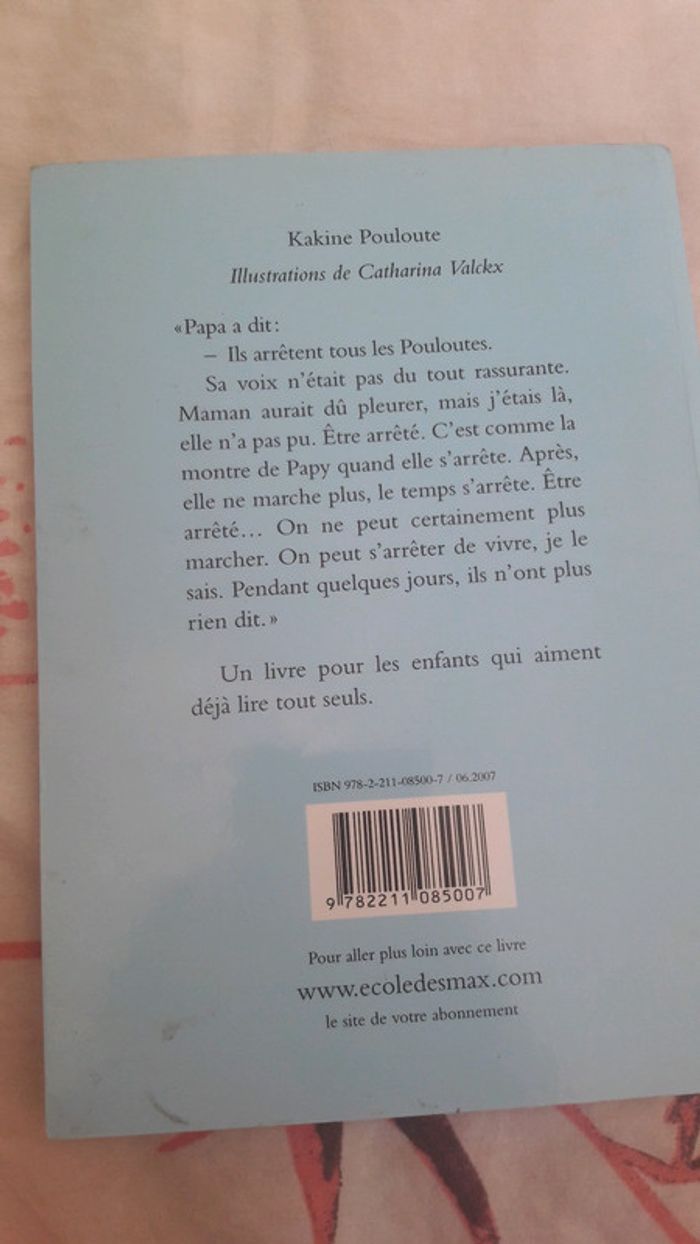 Kakine Pouloute
Illustrations de Catharina Valckx
«Papa a dit:
– Ils arrêtent tous les Pouloutes.
Sa voix n'était pas du tout rassurante.
Maman aurait dû pleurer, mais j'étais là,
elle n'a pas pu. Être arrêté. C'est comme la
montre de Papy quand elle s'arrête. Après,
elle ne marche plus, le temps s'arrête. Être
arrêté… On ne peut certainement plus
marcher. On peut s'arrêter de vivre, je le
sais. Pendant quelques jours, ils n'ont plus
rien dit.»
Un livre pour les enfants qui aiment
déjà lire tout seuls.
ISBN 978-2-211-08500-7 / 06.2007
9 782211 085007
Pour aller plus loin avec ce livre
www.ecoledesmax.com
le site de votre abonnement